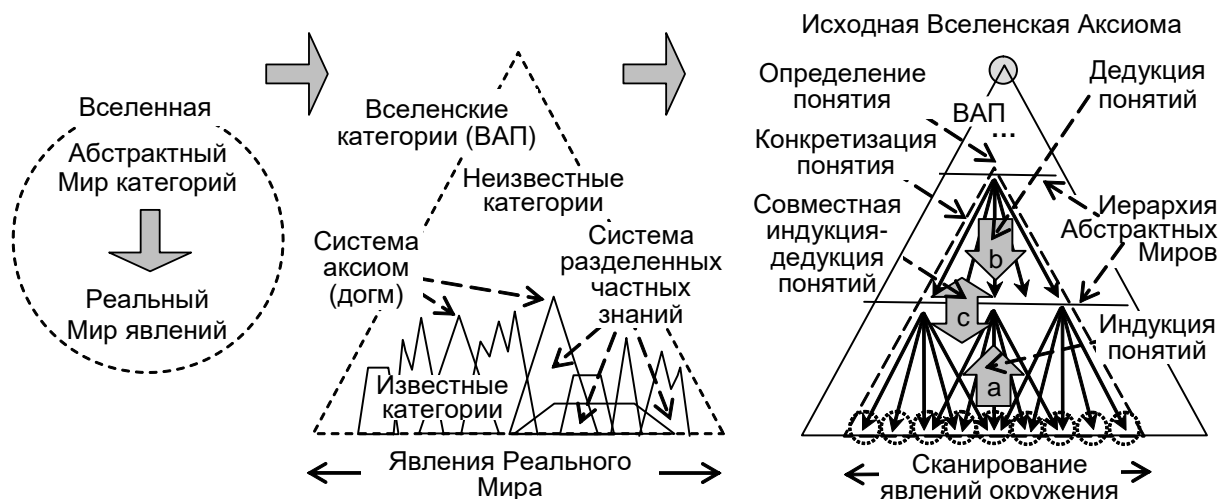 Вселенная
Абстрактный
Мир категорий
Реальный
Мир явлений
Вселенские
категории (ВАП)
Неизвестные
категории
Система
аксиом
(догм)
Система
разделенных
частных
знаний
Известные
категории
Явления Реального
Мира
Исходная Вселенская Аксиома
Определение
понятия
Дедукция
понятий
ВАП
...
Конкретизация
понятия
Совместная
индукция-
дедукция
понятий
Иерархия
Абстрактных
Миров
b
c
Индукция
понятий
a
Сканирование
явлений окружения